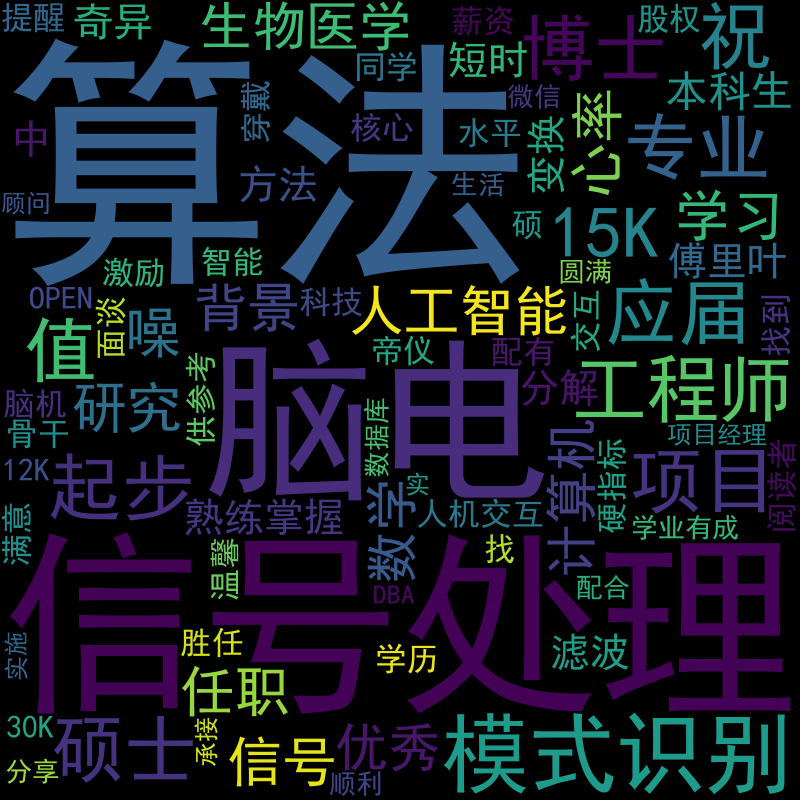 提醒
奇异
生物医学
薪资
博士
股权
祝
算法
同学
短时
本科生
穿戴
微信
中
核心
水平
变换
心率
专业
顾问
方法
生活
硕
15K
学习
激励
智能
圆满
傅里叶
OPEN
面谈
背景
科技
人工智能
交互
应届
找到
值
噪
帝仪
配有
分解
工程师
脑机
研究
供参考
脑电
数据库
骨干
项目经理
12K
起步
实
计算机
硬指标
项目
阅读者
满意
熟练掌握
数学
人机交互
学业有成
温馨
找
信号处理
DBA
配合
实施
胜任
学历
滤波
任职
30K
硕士
承接
信号
优秀
模式识别
分享
顺利